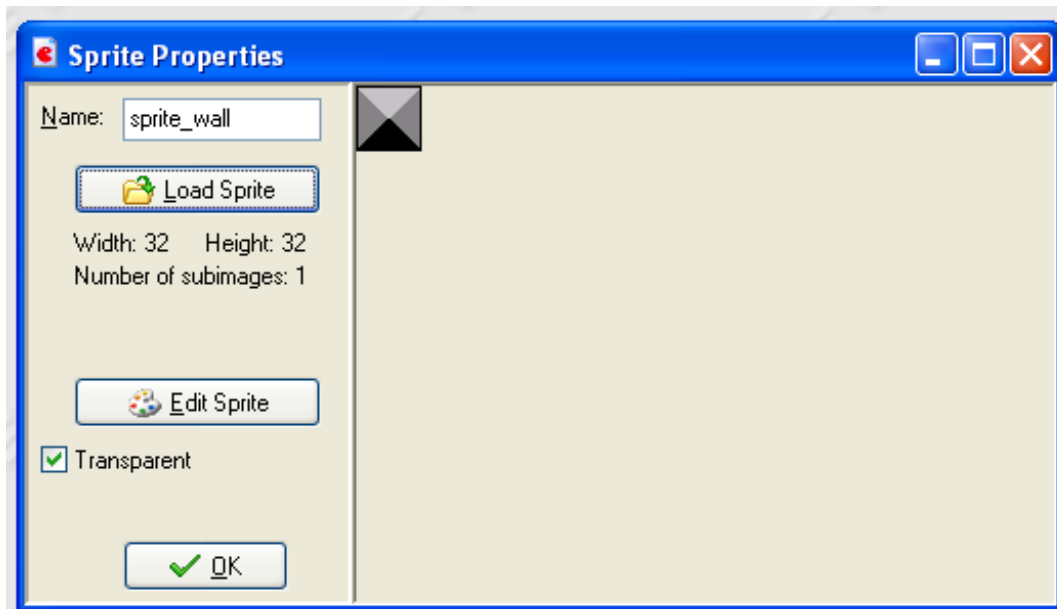 Sprite Properties
Name: sprite_wall
Load Sprite
Width: 32 Height: 32
Number of subimages: 1
Edit Sprite
Transparent
OK